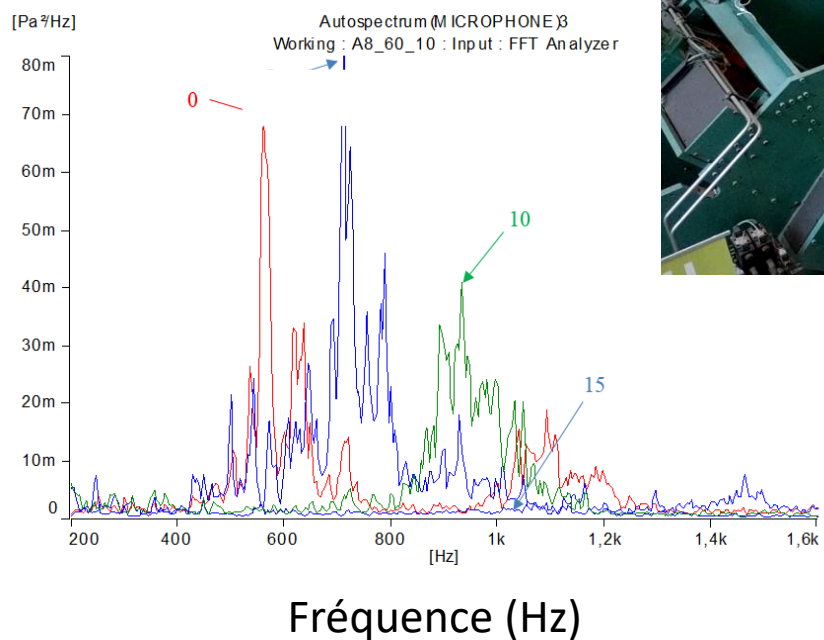 [Pa²/Hz]
Autospectrum(MICROPHONE)3
Working : A8_60_10 : Input : FFT Analyzer
80m
70m
60m
50m
40m
30m
20m
10m
0
0
10
15
200 400 600 800 1k 1,2k 1,4k 1,6k
[Hz]
Fréquence (Hz)